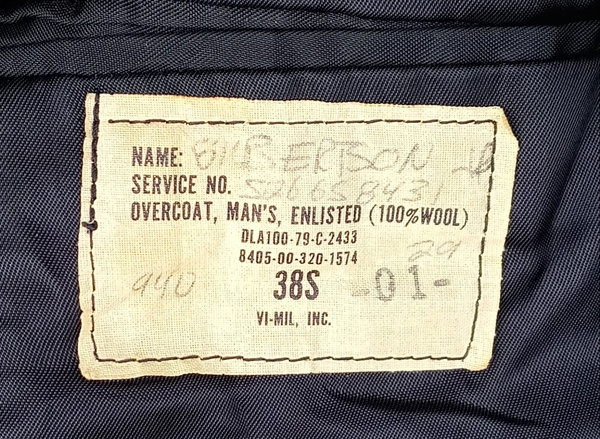 NAME: GILBERTSON
SERVICE NO.
OVERCOAT, MAN'S, ENLISTED (100% WOOL)
DLA100-79-C-2433
8405-00-320-1574
29
940 38S -01-
VI-MIL, INC.